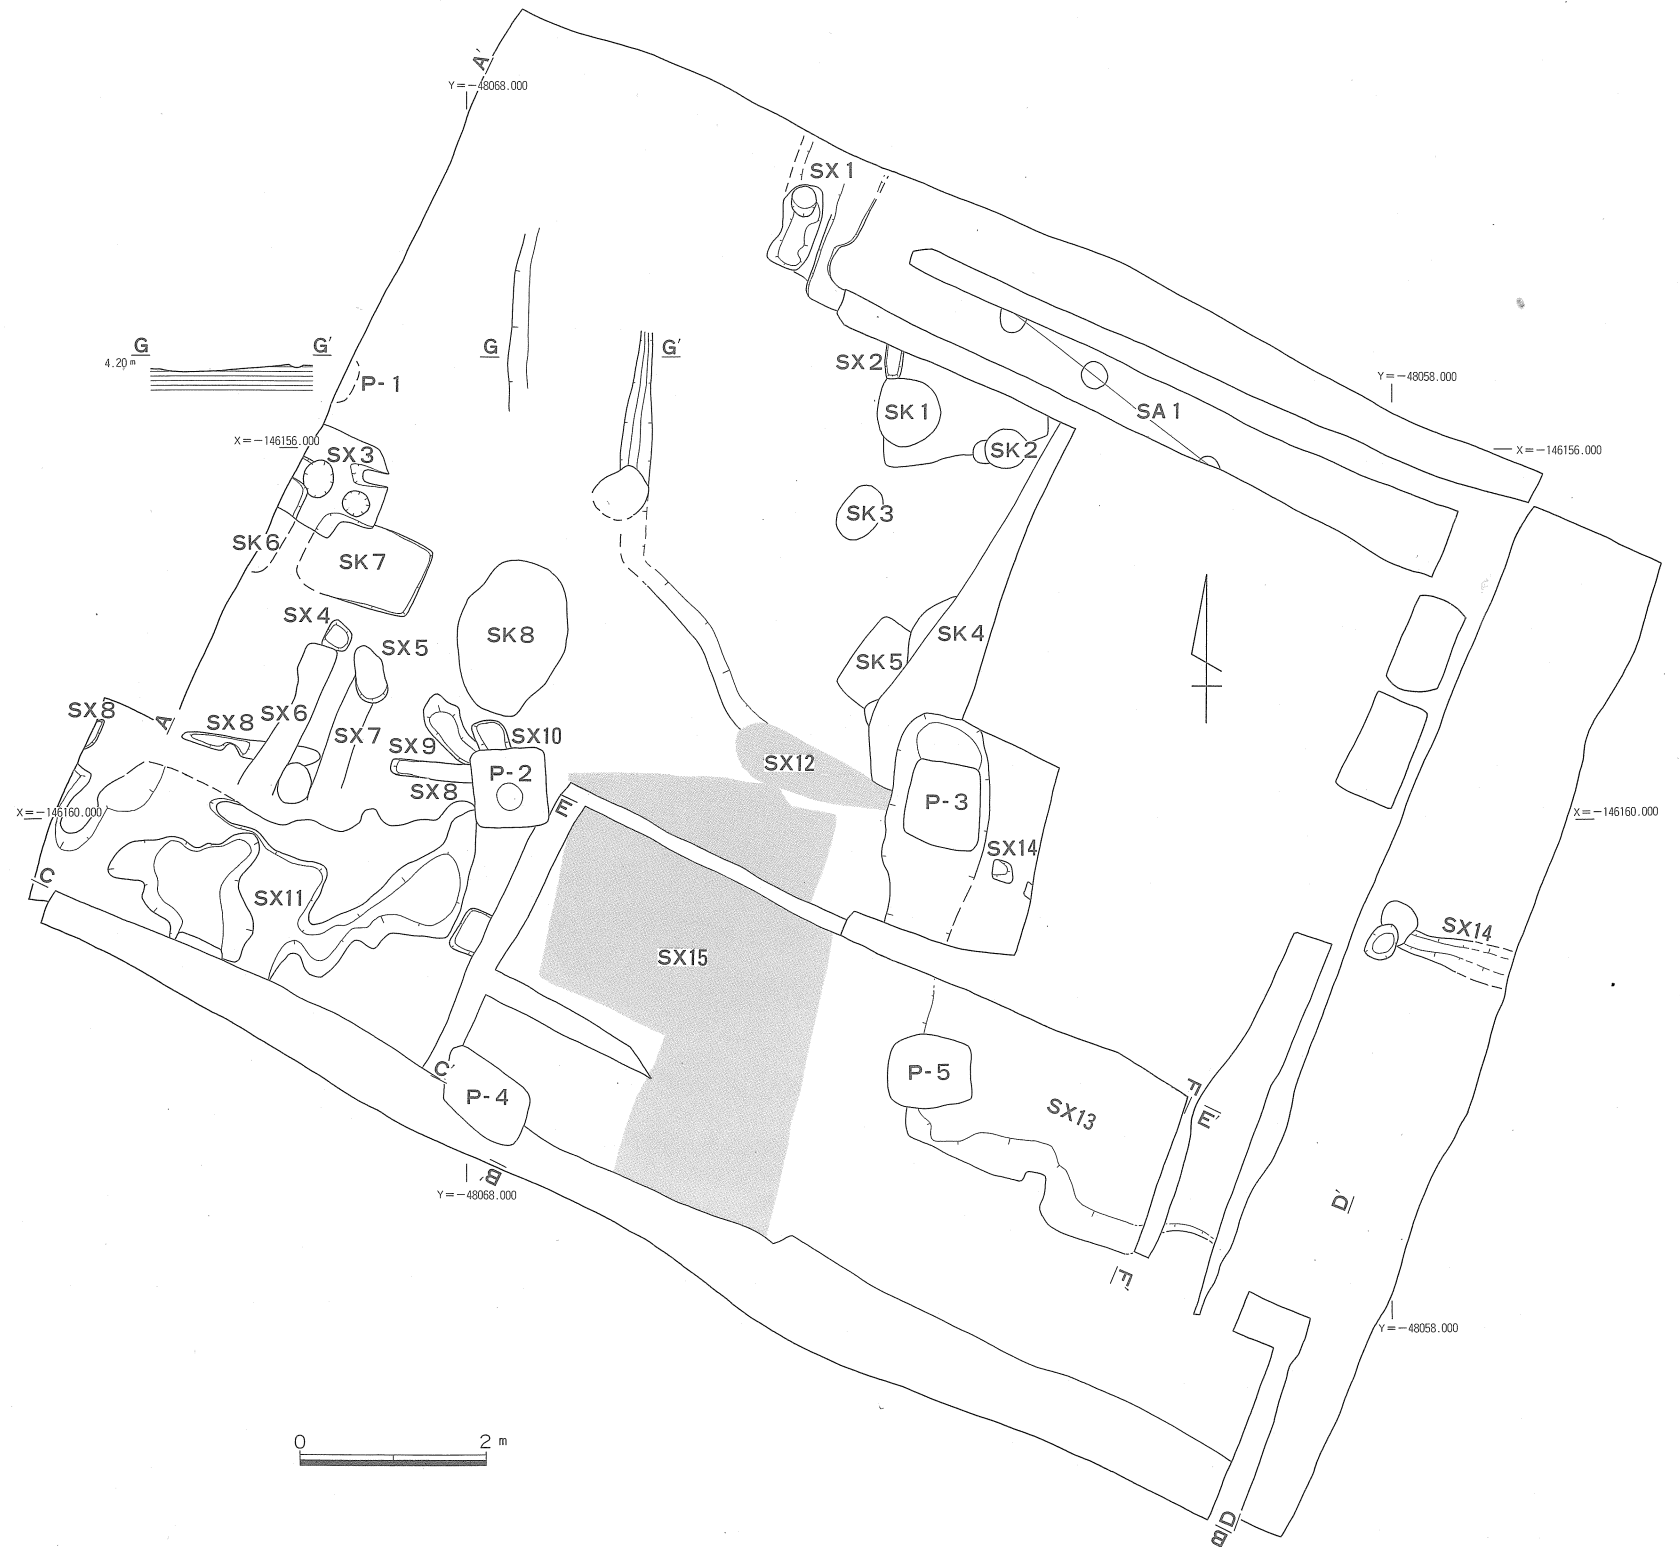 A′
Y=−48068.000
SX1
G
G′
4.20m
P-1
G
G′
SX2
Y=−48058.000
SK1
SA1
X=−146156.000
SX3
SK2
X=−146156.000
SK3
SK6
SK7
SX4
SK8
SK4
SX5
SK5
SX8
A
SX8
SX6
SX7
SX9
SX10
SX12
P-2
SX8
E
P-3
X=−146160.000
X=−146160.000
SX14
C
SX11
SX14
SX15
C′
P-4
P-5
F
SX13
E′
B′
Y=−48068.000
D′
F′
Y=−48058.000
0 2 m
D
B